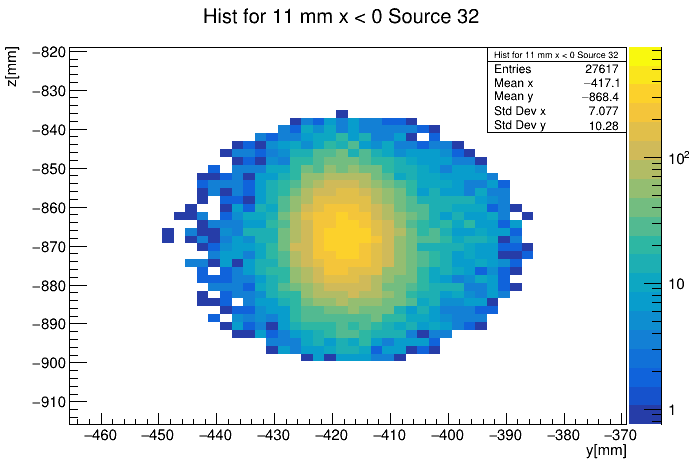 Hist for 11 mm x < 0 Source 32
z[mm]
Hist for 11 mm x < 0 Source 32
Entries 27617
Mean x −417.1
Mean y −868.4
Std Dev x 7.077
Std Dev y 10.28
−820
−830
−840
−850
−860
−870
−880
−890
−900
−910
−460 −450 −440 −430 −420 −410 −400 −390 −380 −370
y[mm]
10²
10
1